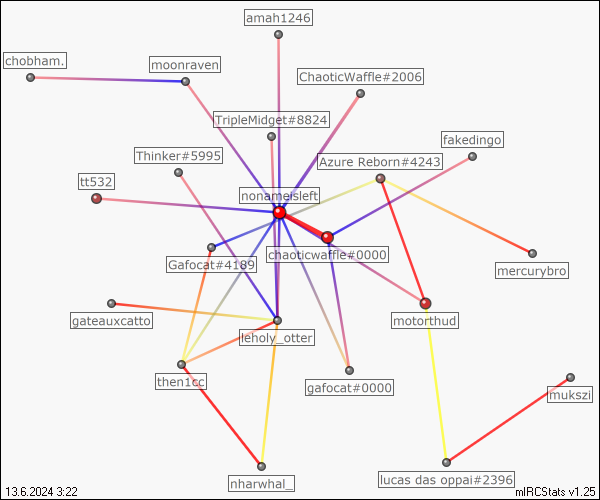 amah1246
chobham.
moonraven
ChaoticWaffle#2006
TripleMidget#8824
fakedingo
Thinker#5995
Azure Reborn#4243
tt532
nonameisleft
chaoticwaffle#0000
Gafocat#4189
mercurybro
gateauxcatto
motorthud
leholy_otter
then1cc
gafocat#0000
mukszi
nharwhal_
lucas das oppai#2396
13.6.2024 3:22
mIRCStats v1.25